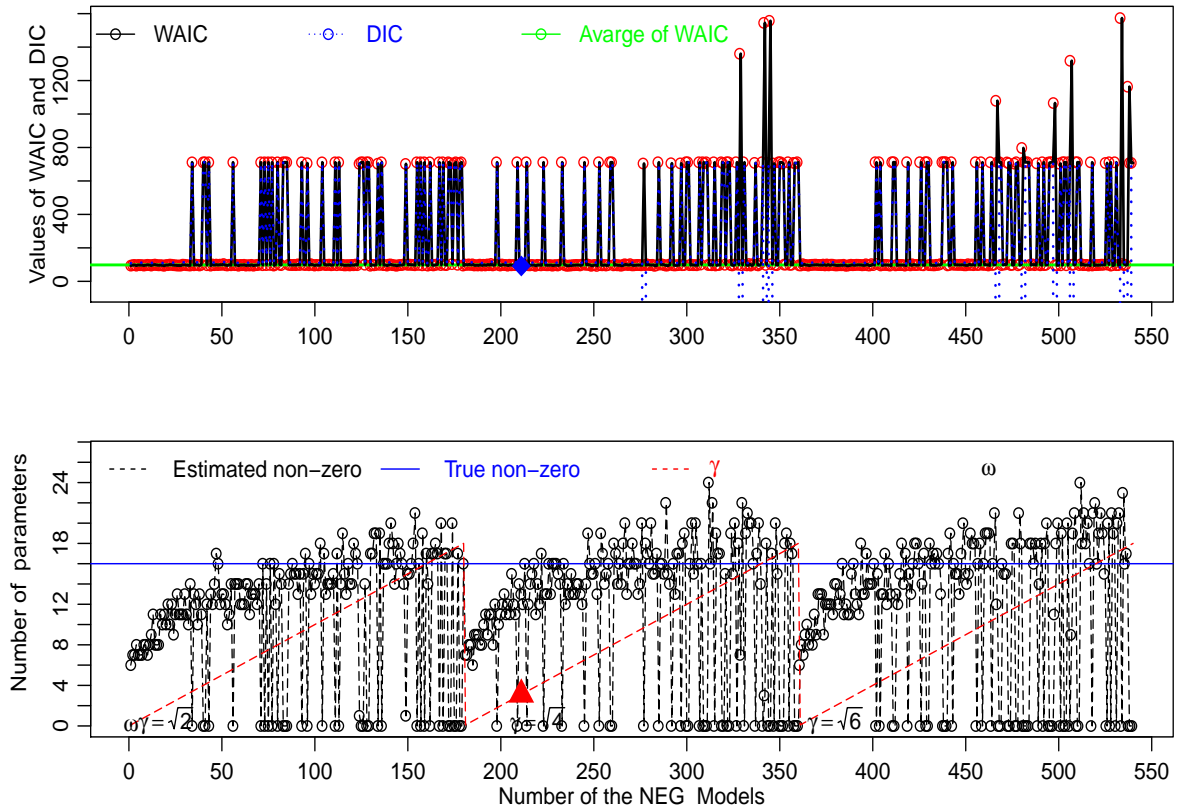 WAIC DIC Avarge of WAIC
Values of WAIC and DIC
0 400 800 1200
0 50 100 150 200 250 300 350 400 450 500 550
Estimated non−zero True non−zero γ ω
Number of parameters
0 4 8 12 18 24
ωγ = √2 γ = √4 γ = √6
0 50 100 150 200 250 300 350 400 450 500 550
Number of the NEG Models